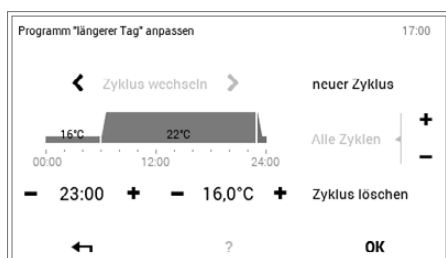 Programm "längerer Tag" anpassen 17:00
Zyklus wechseln neuer Zyklus
16°C 22°C Alle Zyklen +
00:00 12:00 24:00 −
− 23:00 + − 16,0°C + Zyklus löschen
? OK